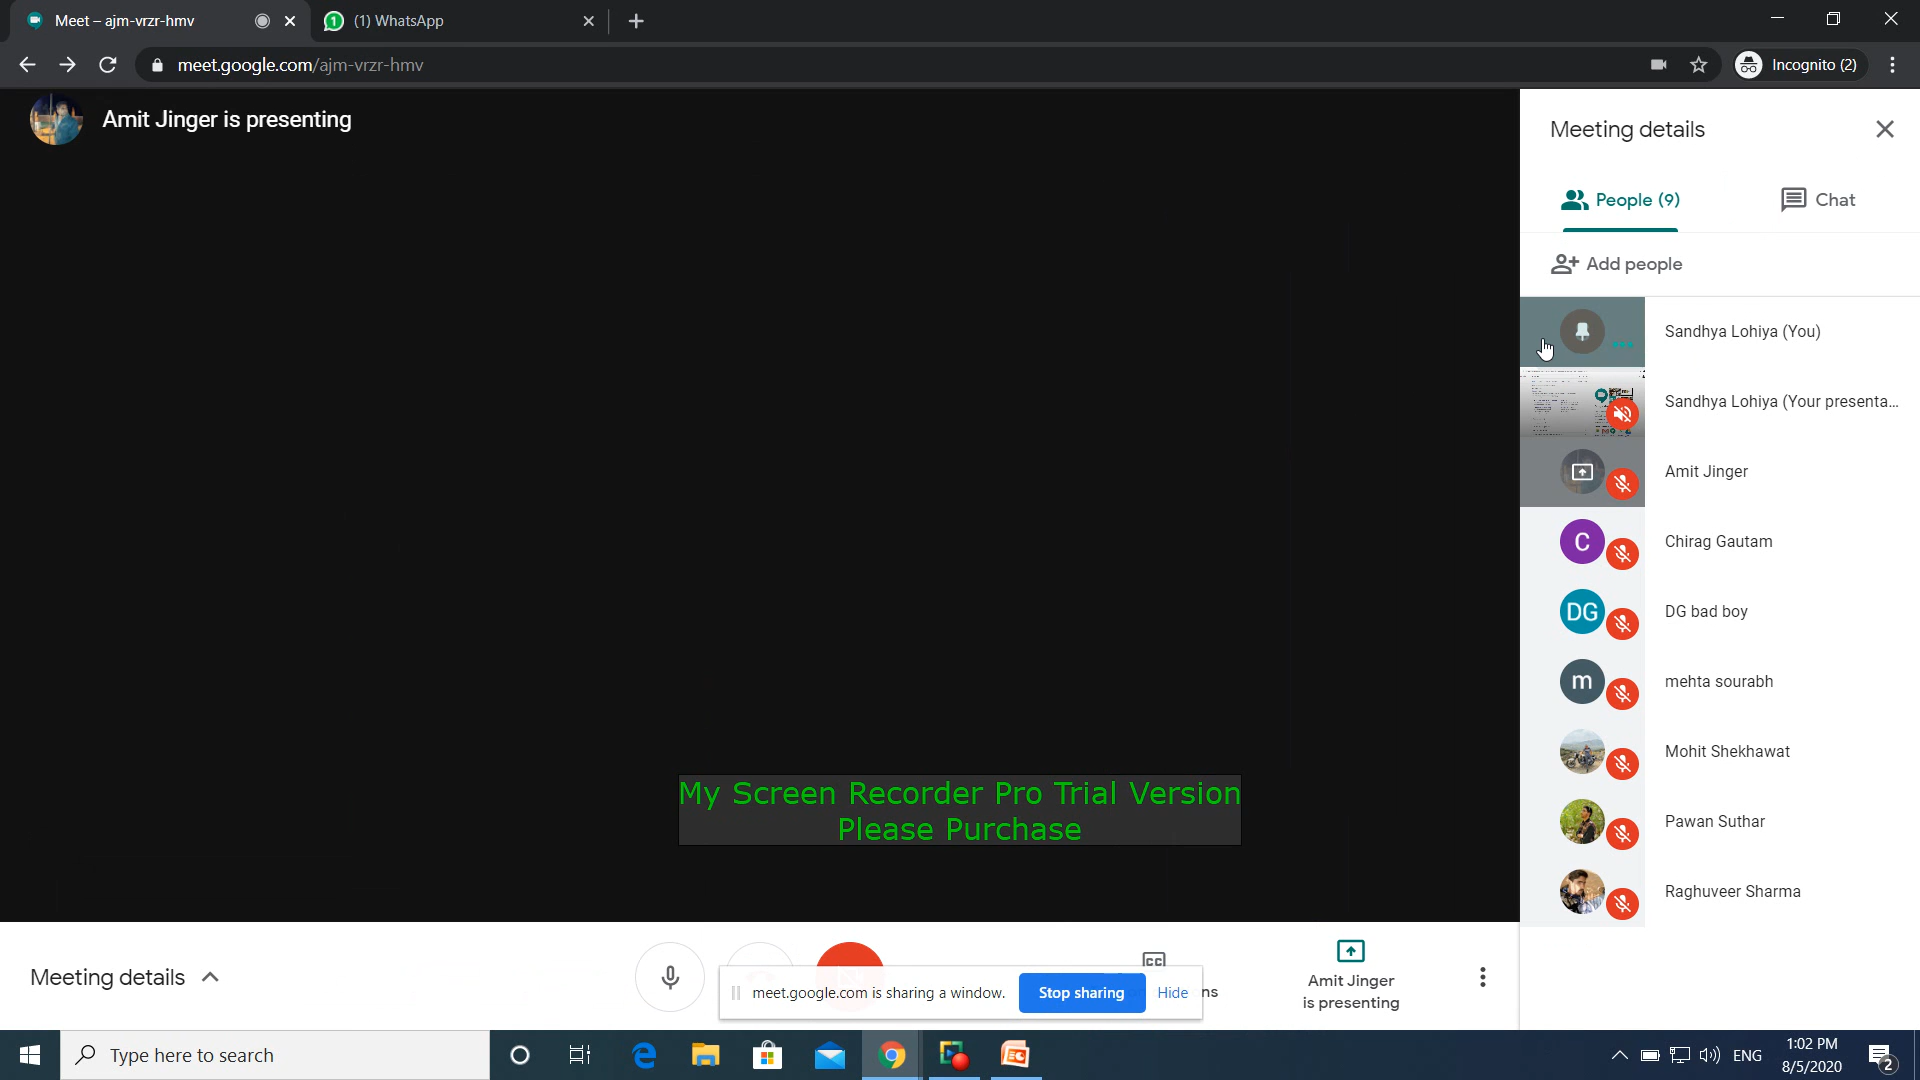 Meet – ajm-vrzr-hmv
(1) WhatsApp
meet.google.com/ajm-vrzr-hmv
Incognito (2)
Amit Jinger is presenting
Meeting details
People (9)
Chat
Add people
Sandhya Lohiya (You)
Sandhya Lohiya (Your presenta...
Amit Jinger
C
Chirag Gautam
DG
DG bad boy
m
mehta sourabh
Mohit Shekhawat
Pawan Suthar
Raghuveer Sharma
My Screen Recorder Pro Trial Version
Please Purchase
Meeting details
meet.google.com is sharing a window.
Stop sharing
Hide
CC
ns
Amit Jinger
is presenting
Type here to search
ENG
1:02 PM
8/5/2020
2